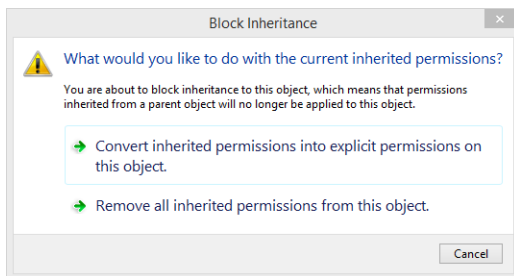 Block Inheritance
What would you like to do with the current inherited permissions?
You are about to block inheritance to this object, which means that permissions
inherited from a parent object will no longer be applied to this object.
Convert inherited permissions into explicit permissions on
this object.
Remove all inherited permissions from this object.
Cancel